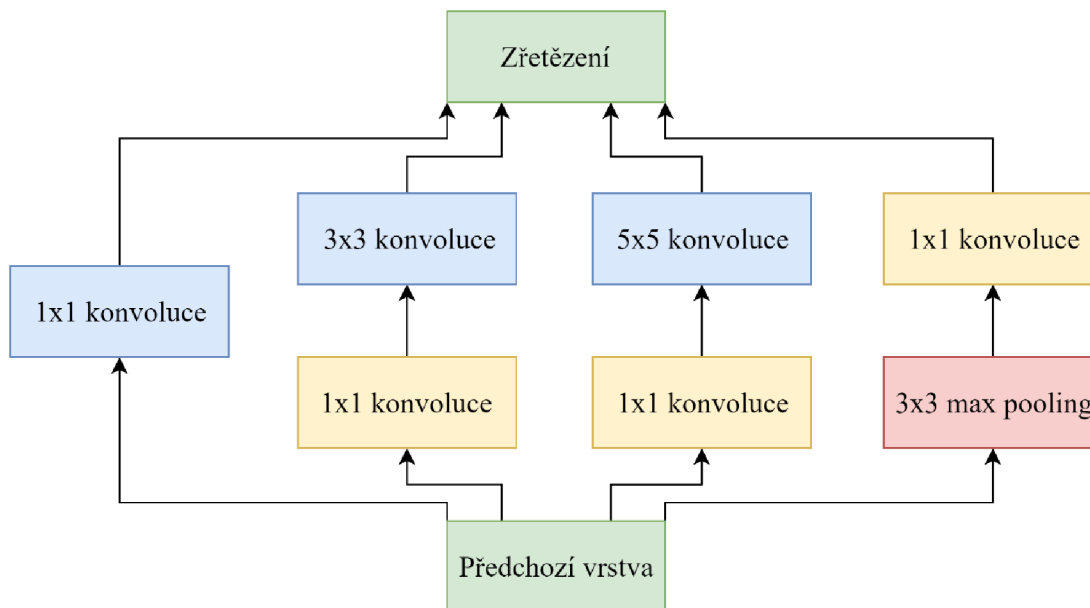 Zřetězení
3x3 konvoluce
5x5 konvoluce
1x1 konvoluce
1x1 konvoluce
1x1 konvoluce
1x1 konvoluce
3x3 max pooling
Předchozí vrstva